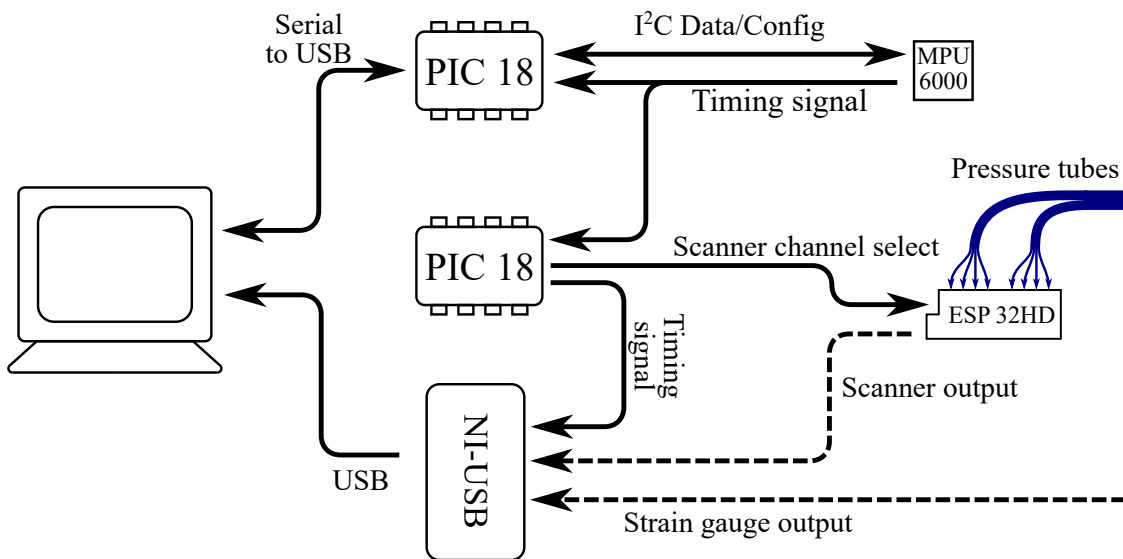 Serial
to USB
PIC 18
I²C Data/Config
Timing signal
MPU
6000
Pressure tubes
PIC 18
Scanner channel select
ESP 32HD
Timing
signal
Scanner output
NI-USB
USB
Strain gauge output